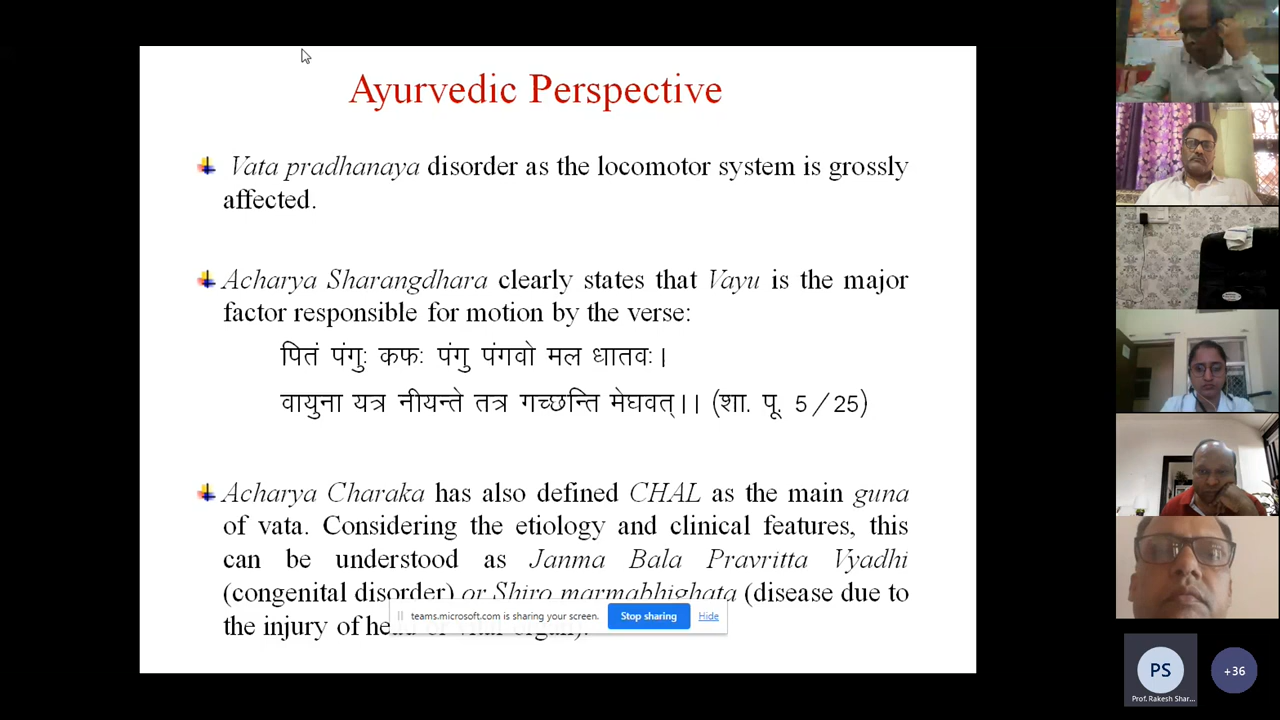 Ayurvedic Perspective
Vata pradhanaya disorder as the locomotor system is grossly
affected.
Acharya Sharangdhara clearly states that Vayu is the major
factor responsible for motion by the verse:
पितं पंगुः कफः पंगु पंगवो मल धातवः।
वायुना यत्र नीयन्ते तत्र गच्छन्ति मेघवत्।। (शा. पू. 5/25)
Acharya Charaka has also defined CHAL as the main guna
of vata. Considering the etiology and clinical features, this
can be understood as Janma Bala Pravritta Vyadhi
(congenital disorder) or Shiro marmabhighata (disease due to
the injury of
teams.microsoft.com is sharing your screen. Stop sharing Hide
PS
Prof. Rakesh Shar...
+36